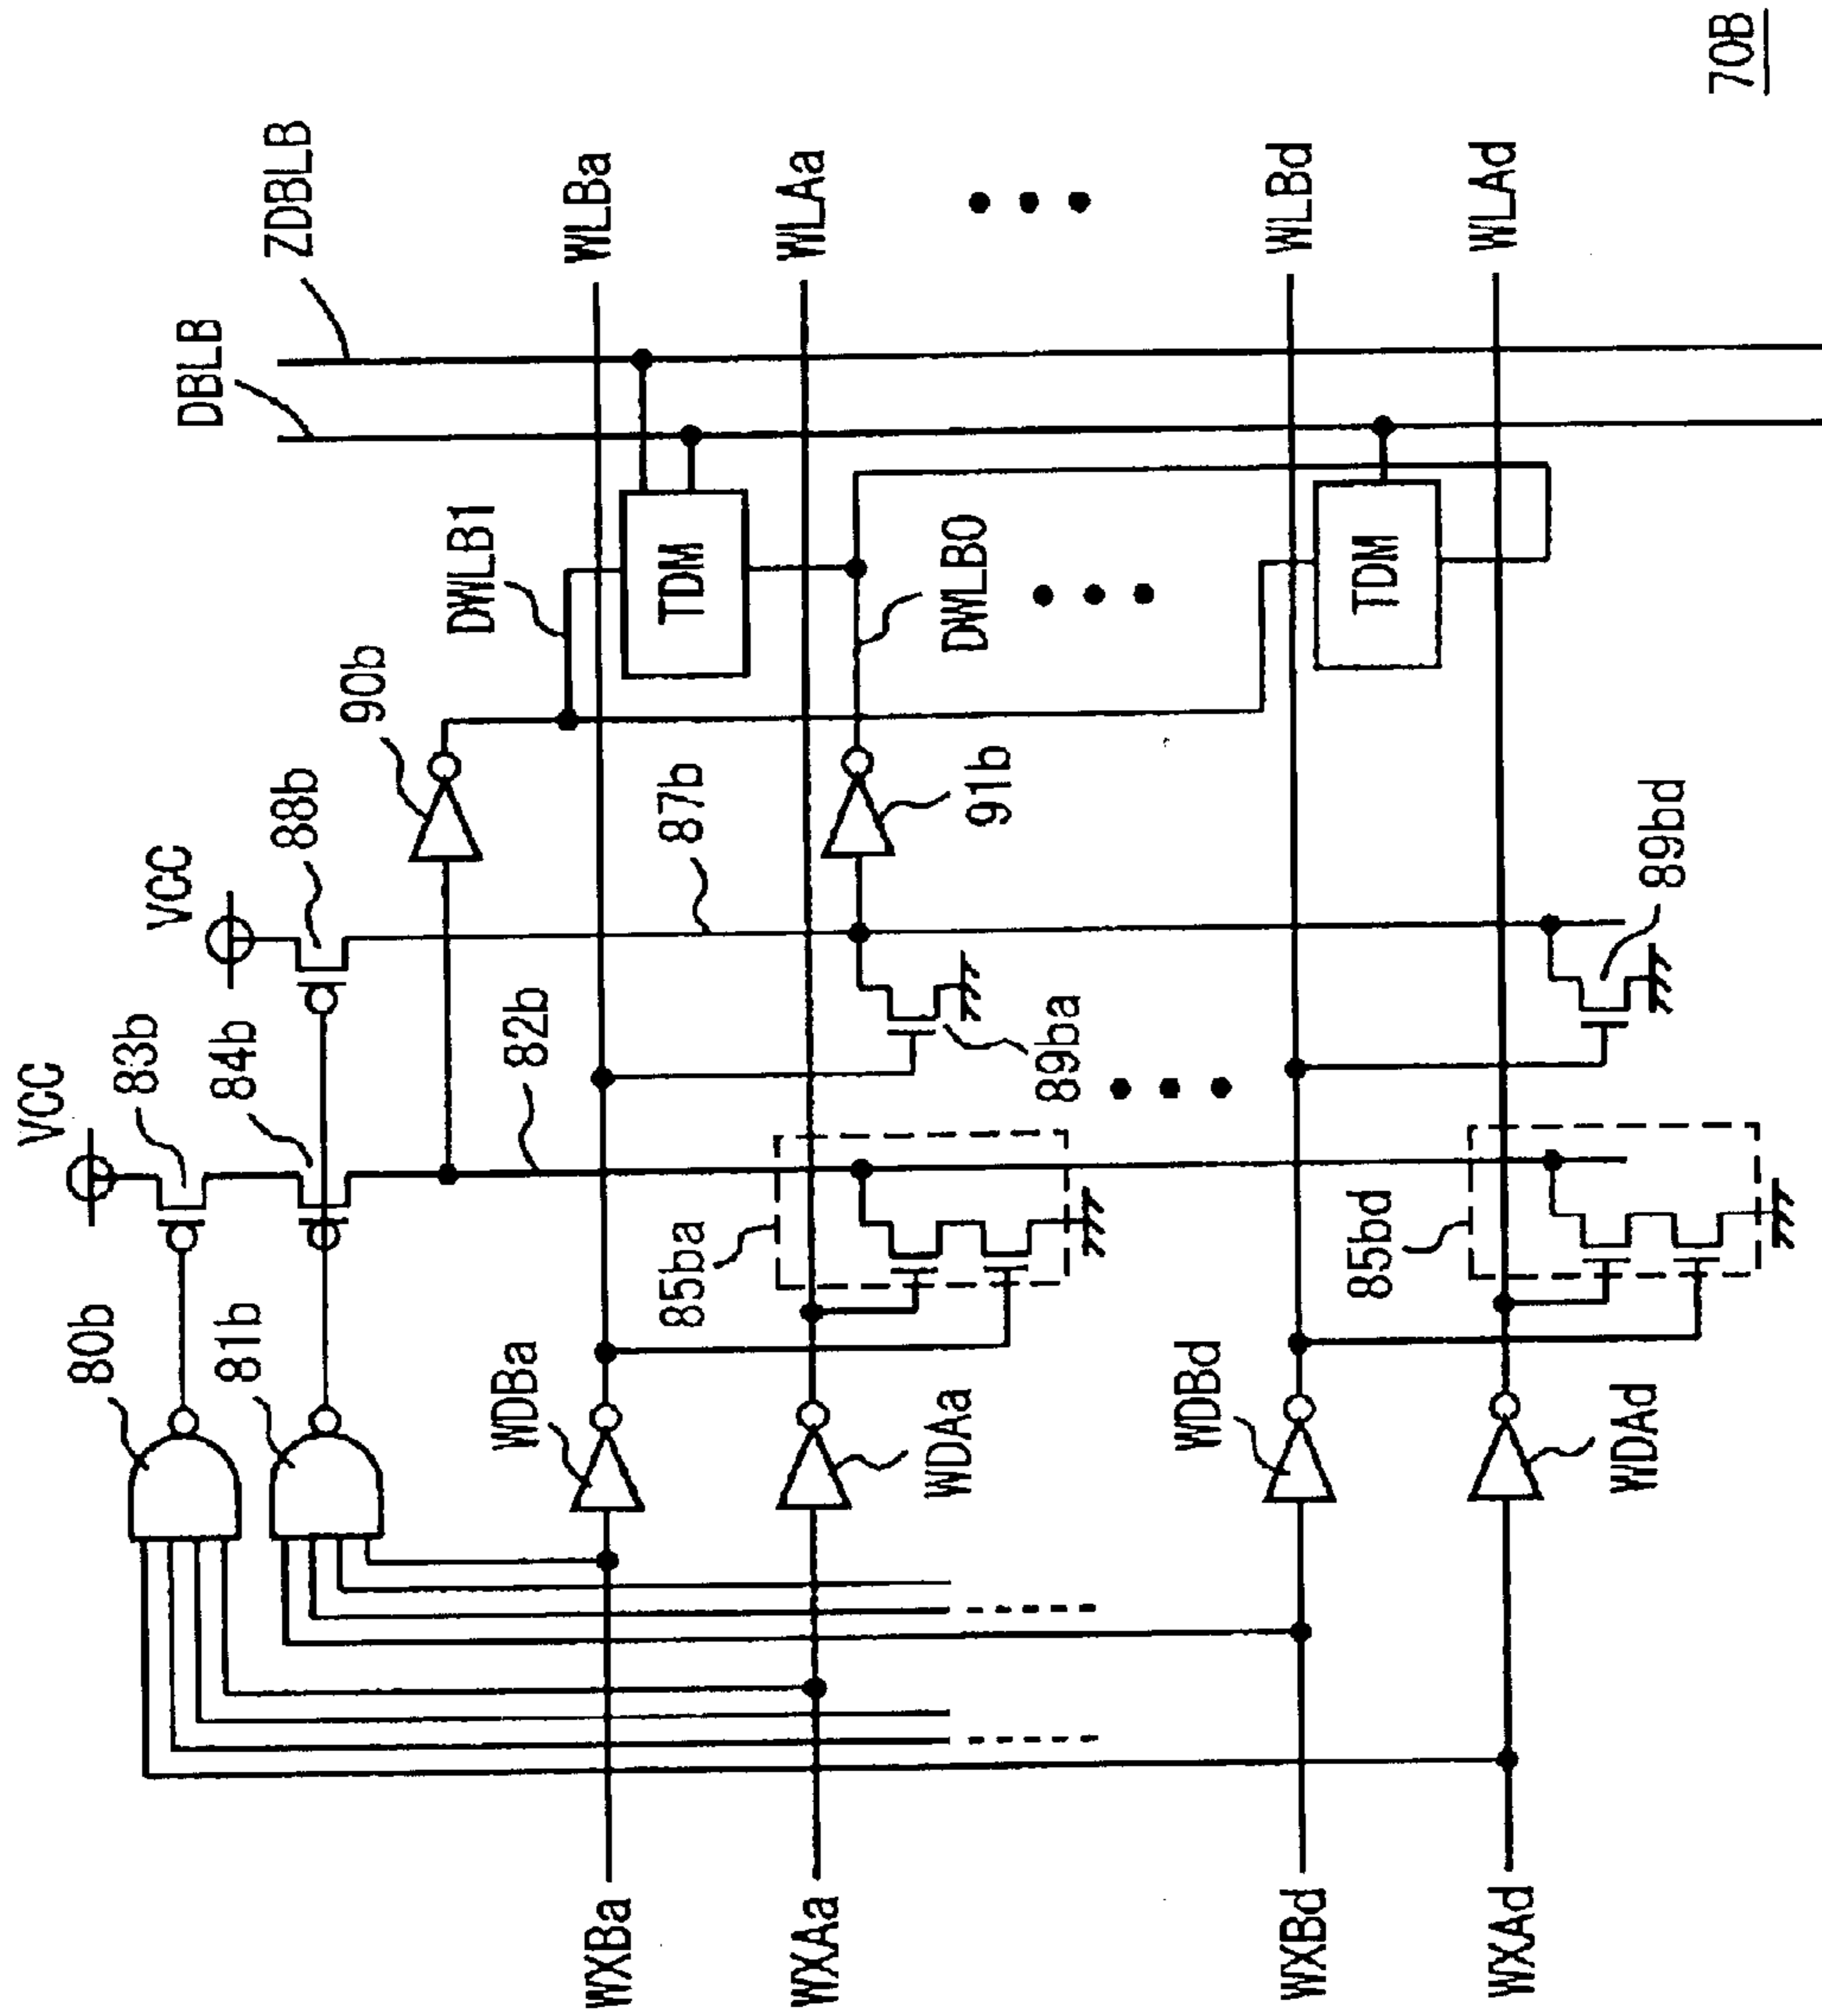 70B
ZDBLB
DBLB
WLBa
WLAa
WLBd
WLAd
DWLB1
TDM
DWLB0
TDM
90b
91b
VCC
88b
87b
89bd
VCC
83b
84b
82b
89ba
85ba
85bd
80b
81b
WDBa
WDAa
WDBd
WDAd
WXBa
WXAa
WXBd
WXAd